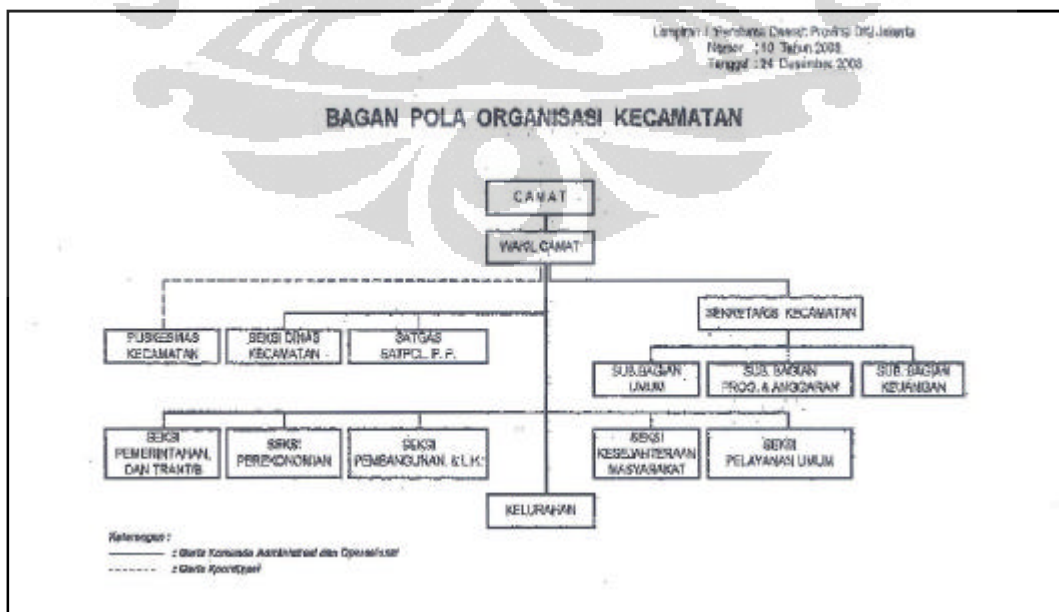 Lampiran I Peraturan Daerah Provinsi DKI Jakarta
Nomor : 10 Tahun 2008
Tanggal : 24 Desember 2008
BAGAN POLA ORGANISASI KECAMATAN
CAMAT
WAKIL CAMAT
SEKRETARIS KECAMATAN
PUSKESMAS
KECAMATAN
SEKSI DINAS
KECAMATAN
SATGAS
SATPOL. P. P.
SUB.BAGIAN
UMUM
SUB. BAGIAN
PROG. & ANGGARAN
SUB. BAGIAN
KEUANGAN
SEKSI
PEMERINTAHAN,
DAN TRANTIB
SEKSI
PEREKONOMIAN
SEKSI
PEMBANGUNAN, & L.H.
SEKSI
KESEJAHTERAAN
MASYARAKAT
SEKSI
PELAYANAN UMUM
KELURAHAN
Keterangan :
: Garis Komando Administrasi dan Operasional
: Garis Koordinasi